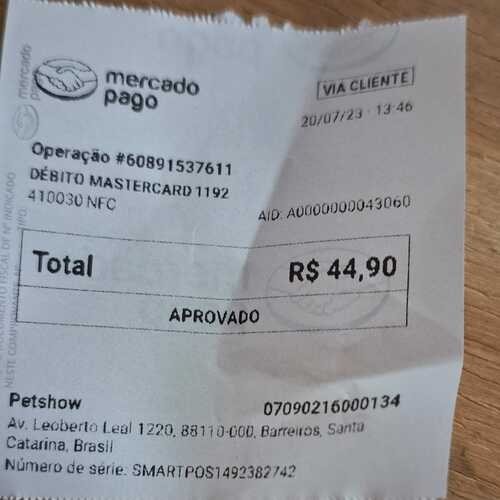 mercado
pago
VIA CLIENTE
20/07/23 · 13:46
Operação #60891537611
DÉBITO MASTERCARD 1192
410030 NFC
AID: A0000000043060
Total R$ 44,90
APROVADO
Petshow 07090216000134
Av. Leoberto Leal 1220, 88110-000, Barreiros, Santa
Catarina, Brasil
Número de série: SMARTPOS1492382742